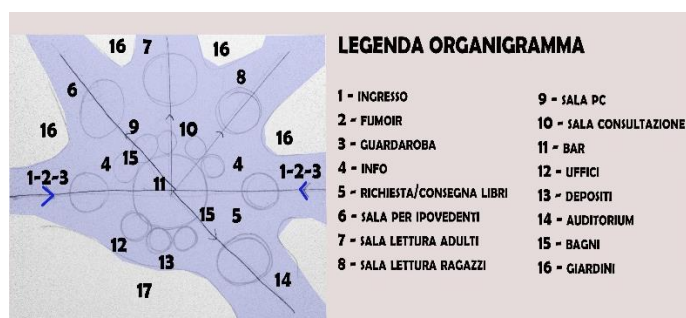 16
7
16
8
6
9
10
16
15
16
4
4
1-2-3
1-2-3
11
15
5
12
13
14
17
LEGENDA ORGANIGRAMMA
1 - INGRESSO
2 - FUMOIR
3 - GUARDAROBA
4 - INFO
5 - RICHIESTA/CONSEGNA LIBRI
6 - SALA PER IPOVEDENTI
7 - SALA LETTURA ADULTI
8 - SALA LETTURA RAGAZZI
9 - SALA PC
10 - SALA CONSULTAZIONE
11 - BAR
12 - UFFICI
13 - DEPOSITI
14 - AUDITORIUM
15 - BAGNI
16 - GIARDINI